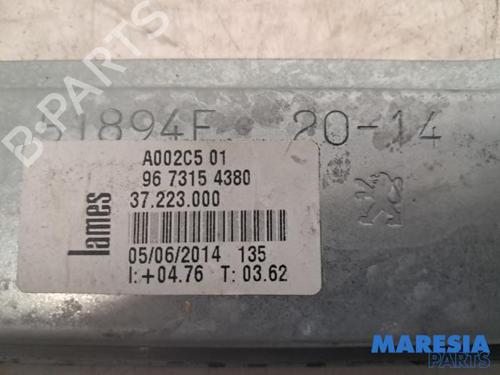 51894F 20-14
A002C5 01
96 7315 4380
37.223.000
lames
05/06/2014 135
I:+04.76 T: 03.62
MARESIA
PARTS